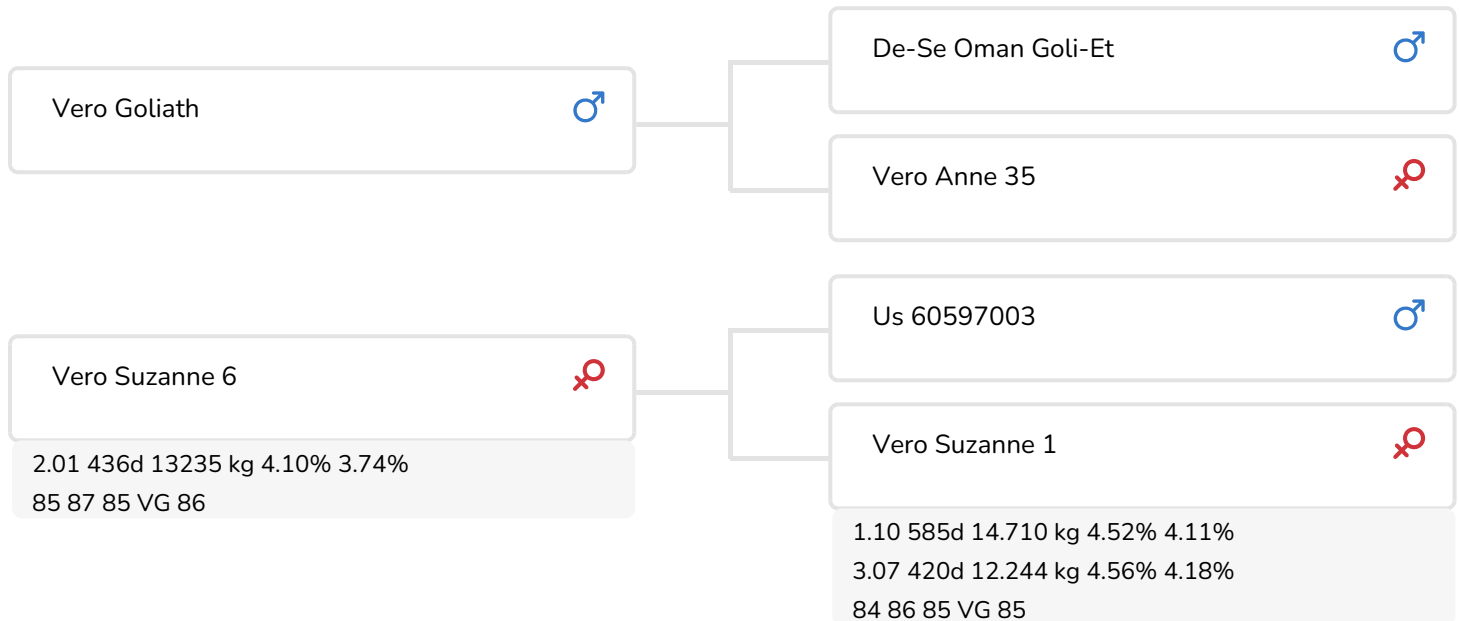 De-Se Oman Goli-Et
Vero Goliath
Vero Anne 35
Us 60597003
Vero Suzanne 6
2.01 436d 13235 kg 4.10% 3.74%
85 87 85 VG 86
Vero Suzanne 1
1.10 585d 14.710 kg 4.52% 4.11%
3.07 420d 12.244 kg 4.56% 4.18%
84 86 85 VG 85